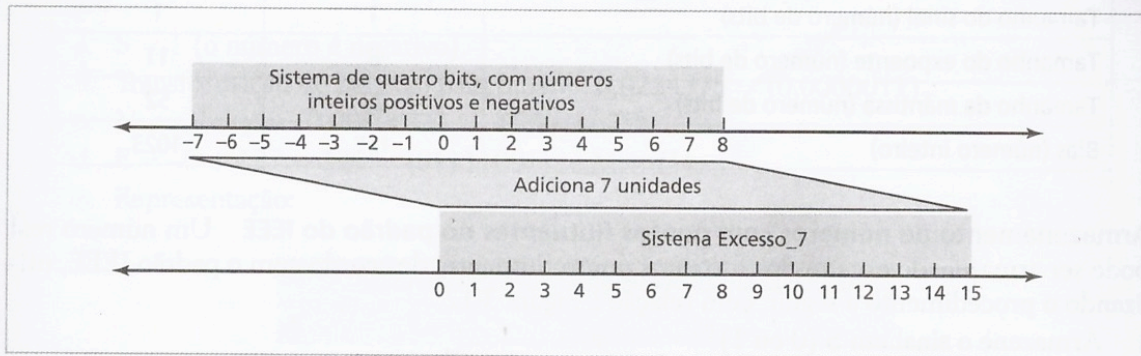 Sistema de quatro bits, com números
inteiros positivos e negativos
–7 –6 –5 –4 –3 –2 –1 0 1 2 3 4 5 6 7 8
Adiciona 7 unidades
Sistema Excesso_7
0 1 2 3 4 5 6 7 8 9 10 11 12 13 14 15